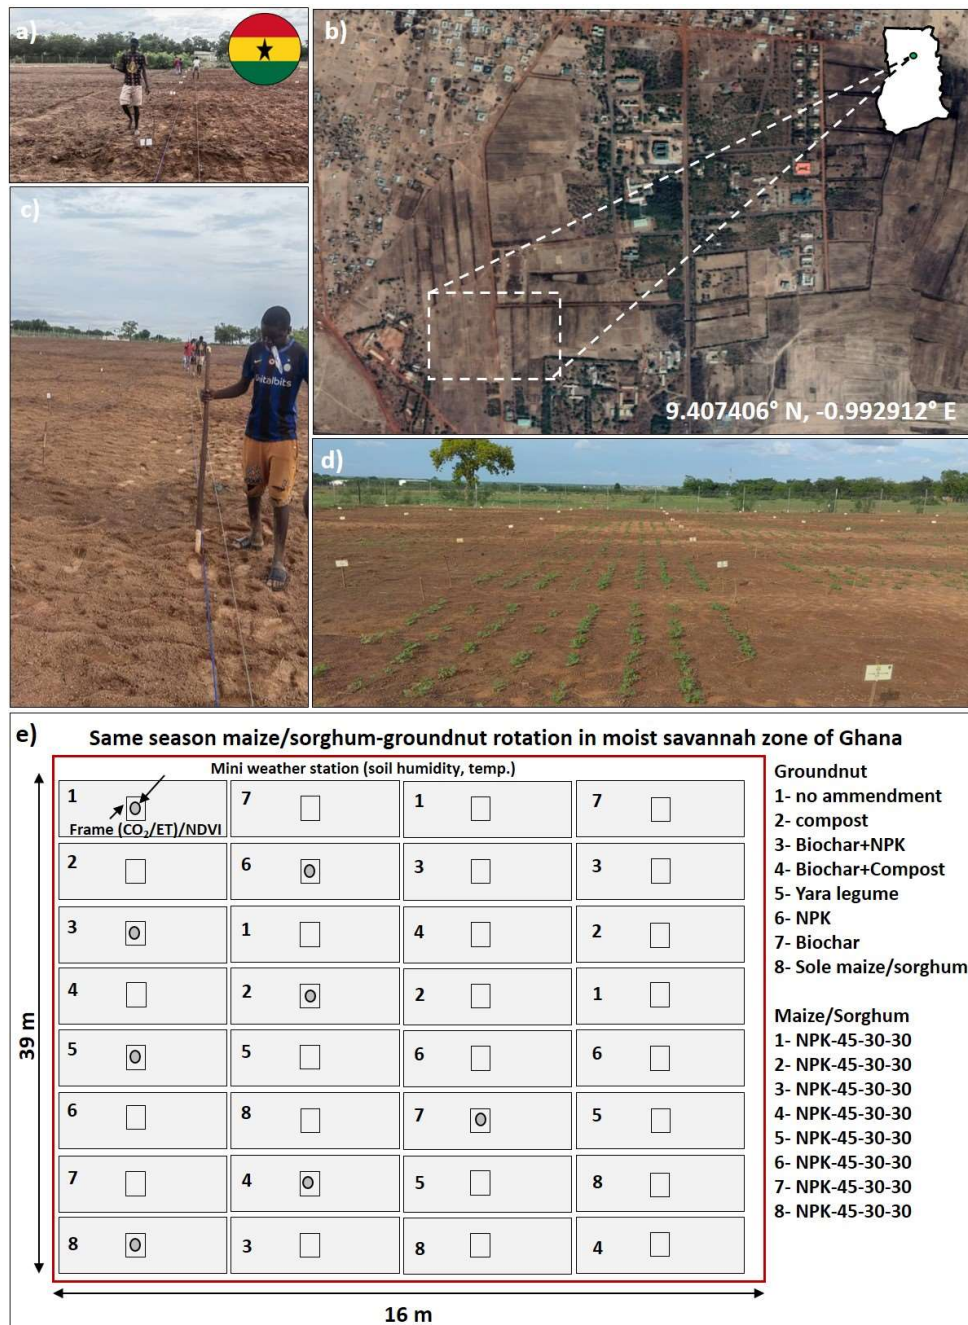 a)
b)
c)
italbits
9.407406° N, -0.992912° E
d)
e)
Same season maize/sorghum-groundnut rotation in moist savannah zone of Ghana
Mini weather station (soil humidity, temp.)
Frame (CO₂/ET)/NDVI
1 7 1 7
2 6 3 3
3 1 4 2
4 2 2 1
5 5 6 6
6 8 7 5
7 4 5 8
8 3 8 4
39 m
16 m
Groundnut
1- no ammendment
2- compost
3- Biochar+NPK
4- Biochar+Compost
5- Yara legume
6- NPK
7- Biochar
8- Sole maize/sorghum
Maize/Sorghum
1- NPK-45-30-30
2- NPK-45-30-30
3- NPK-45-30-30
4- NPK-45-30-30
5- NPK-45-30-30
6- NPK-45-30-30
7- NPK-45-30-30
8- NPK-45-30-30